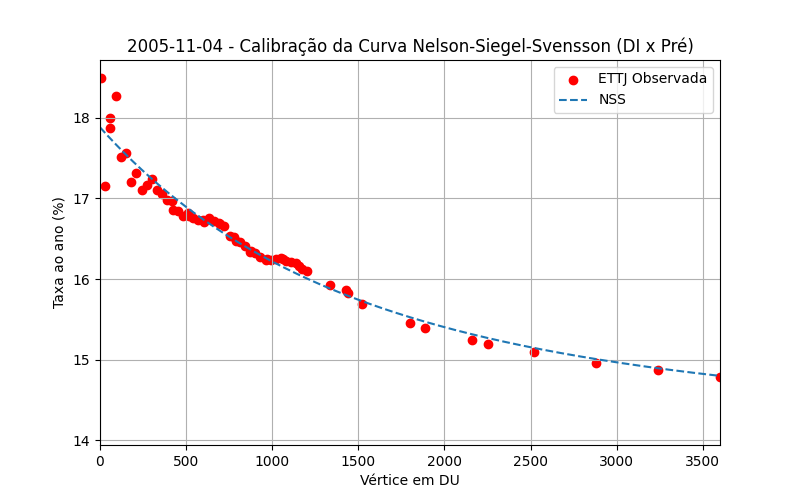 2005-11-04 - Calibração da Curva Nelson-Siegel-Svensson (DI x Pré)
ETTJ Observada
NSS
Taxa ao ano (%)
18
17
16
15
14
0 500 1000 1500 2000 2500 3000 3500
Vértice em DU